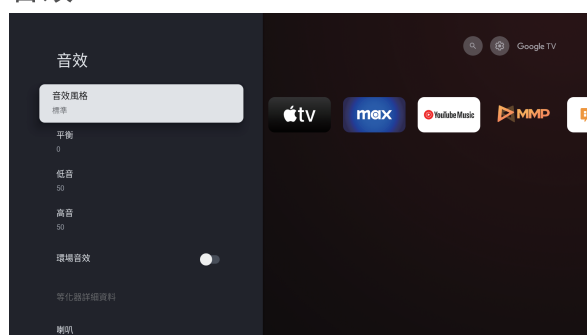 音效
Google TV
音效風格
標準
tv
max
YouTube Music
MMP
平衡
0
低音
50
高音
50
環場音效
等化器詳細資料
喇叭